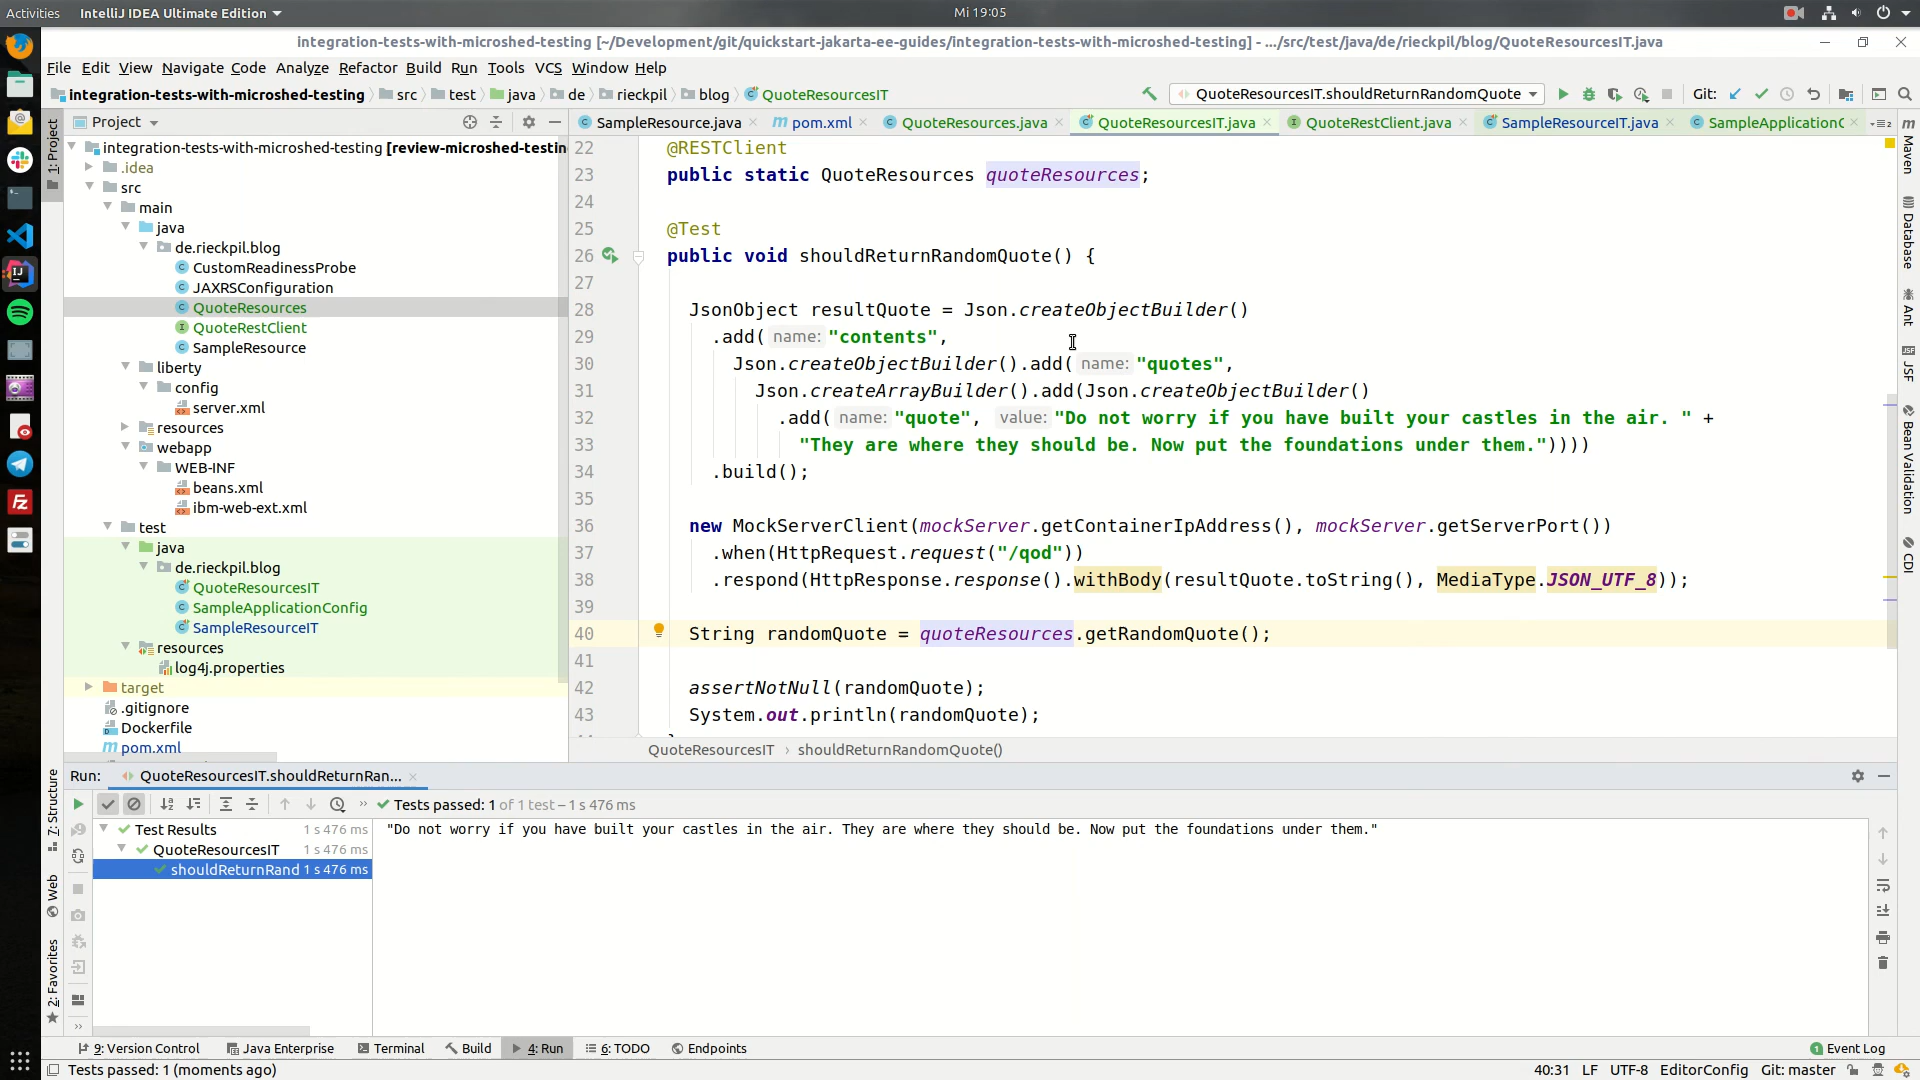 Activities IntelliJ IDEA Ultimate Edition Mi 19:05
integration-tests-with-microshed-testing [~/Development/git/quickstart-jakarta-ee-guides/integration-tests-with-microshed-testing] - .../src/test/java/de/rieckpil/blog/QuoteResourcesIT.java
File Edit View Navigate Code Analyze Refactor Build Run Tools VCS Window Help
integration-tests-with-microshed-testing src test java de rieckpil blog QuoteResourcesIT QuoteResourcesIT.shouldReturnRandomQuote Git:
1: Project
Project
SampleResource.java pom.xml QuoteResources.java QuoteResourcesIT.java QuoteRestClient.java SampleResourceIT.java SampleApplicationC
integration-tests-with-microshed-testing [review-microshed-testin
.idea
src
main
java
de.rieckpil.blog
CustomReadinessProbe
JAXRSConfiguration
QuoteResources
QuoteRestClient
SampleResource
liberty
config
server.xml
resources
webapp
WEB-INF
beans.xml
ibm-web-ext.xml
test
java
de.rieckpil.blog
QuoteResourcesIT
SampleApplicationConfig
SampleResourceIT
resources
log4j.properties
target
.gitignore
Dockerfile
pom.xml
22 @RESTClient
23 public static QuoteResources quoteResources;
24
25 @Test
26 public void shouldReturnRandomQuote() {
27
28 JsonObject resultQuote = Json.createObjectBuilder()
29 .add( name: "contents",
30 Json.createObjectBuilder().add( name: "quotes",
31 Json.createArrayBuilder().add(Json.createObjectBuilder()
32 .add( name: "quote", value: "Do not worry if you have built your castles in the air. " +
33 "They are where they should be. Now put the foundations under them."))))
34 .build();
35
36 new MockServerClient(mockServer.getContainerIpAddress(), mockServer.getServerPort())
37 .when(HttpRequest.request("/qod"))
38 .respond(HttpResponse.response().withBody(resultQuote.toString(), MediaType.JSON_UTF_8));
39
40 String randomQuote = quoteResources.getRandomQuote();
41
42 assertNotNull(randomQuote);
43 System.out.println(randomQuote);
QuoteResourcesIT › shouldReturnRandomQuote()
Maven
Database
Ant
JSF
Bean Validation
CDI
7: Structure
Web
2: Favorites
Run: QuoteResourcesIT.shouldReturnRan...
Tests passed: 1 of 1 test – 1 s 476 ms
Test Results 1 s 476 ms
QuoteResourcesIT 1 s 476 ms
shouldReturnRand 1 s 476 ms
"Do not worry if you have built your castles in the air. They are where they should be. Now put the foundations under them."
9: Version Control Java Enterprise Terminal Build 4: Run 6: TODO Endpoints 1 Event Log
Tests passed: 1 (moments ago) 40:31 LF UTF-8 EditorConfig Git: master